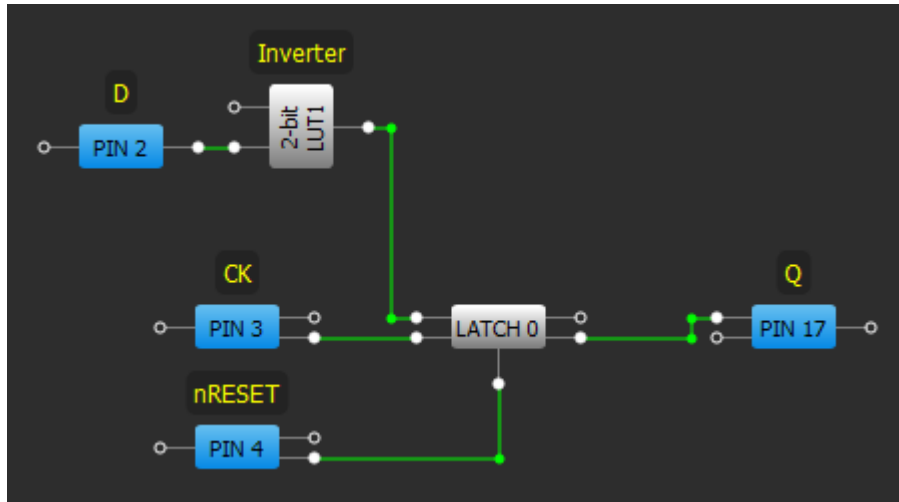 Inverter
D
2-bit
LUT1
PIN 2
CK
Q
PIN 3
LATCH 0
PIN 17
nRESET
PIN 4